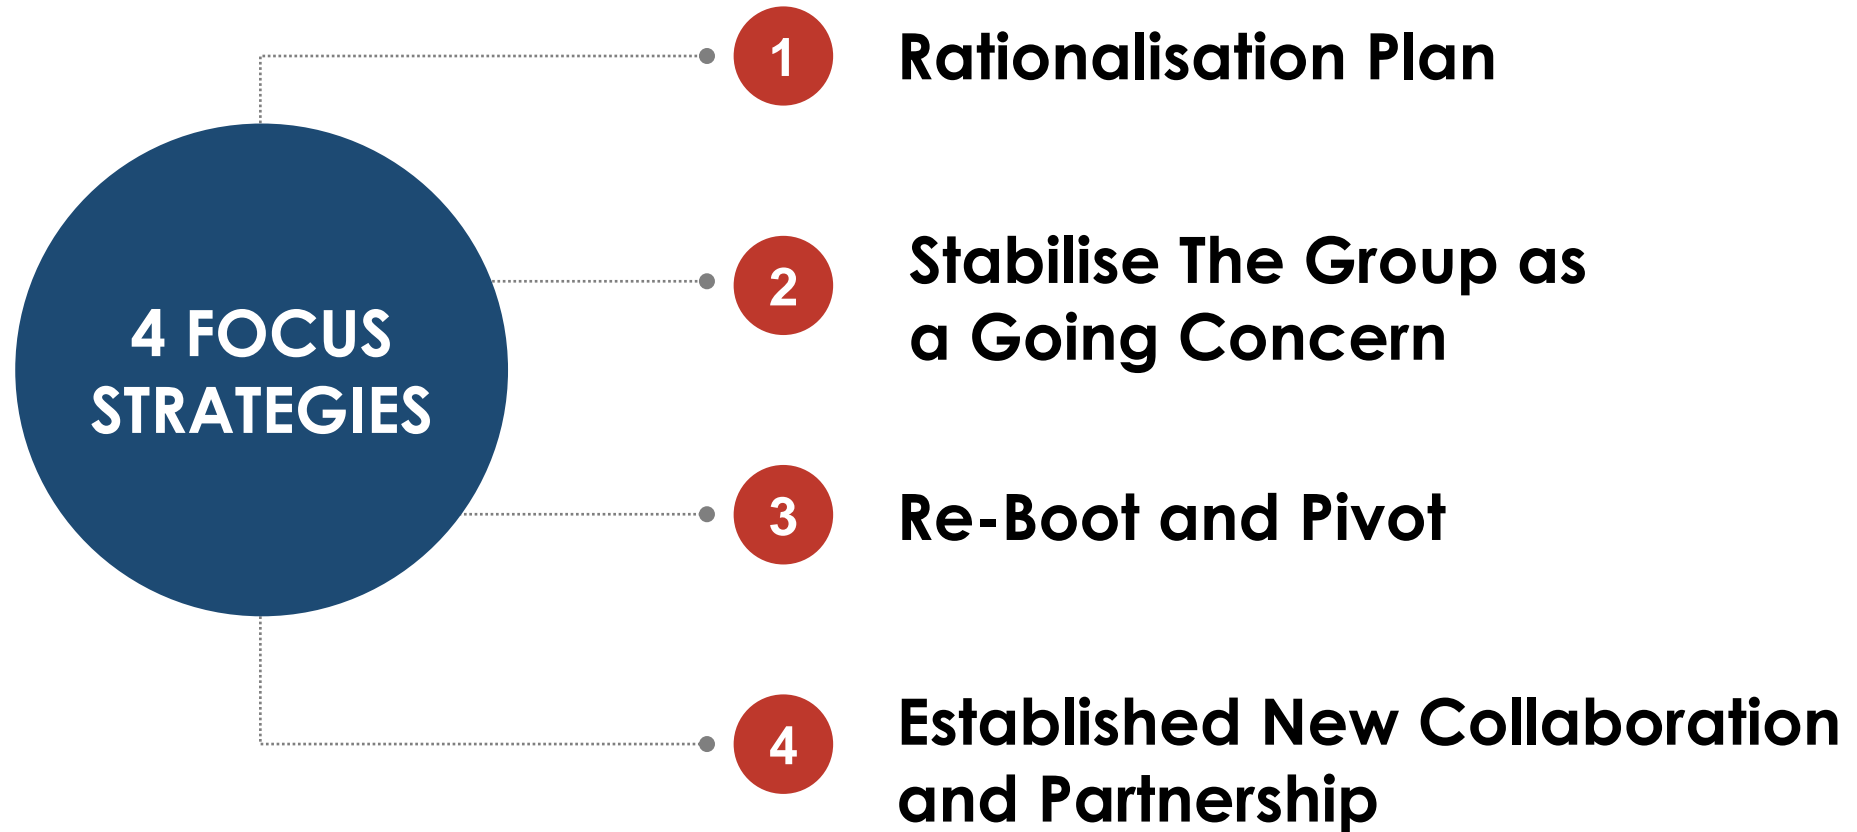 4 FOCUS
STRATEGIES
1
Rationalisation Plan
2
Stabilise The Group as
a Going Concern
3
Re-Boot and Pivot
4
Established New Collaboration
and Partnership